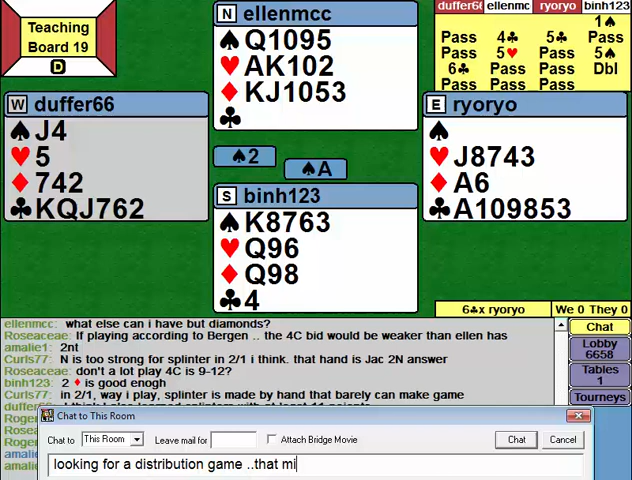 Teaching
Board 19
D
N ellenmcc
♠ Q1095
♥ AK102
♦ KJ1053
♣
duffer66 ellenmc ryoryo binh123
1♠
Pass 4♣ 5♣ Pass
Pass 5♥ Pass 5♠
6♣ Pass Pass Dbl
Pass Pass Pass
W duffer66
♠ J4
♥ 5
♦ 742
♣ KQJ762
♠2
♠A
E ryoryo
♠
♥ J8743
♦ A6
♣ A109853
S binh123
♠ K8763
♥ Q96
♦ Q98
♣ 4
6♣x ryoryo We 0 They 0
ellenmcc: what else can i have but diamonds?
Roseaceae: If playing according to Bergen .. the 4C bid would be weaker than ellen has
amalie1: 2nt
Curls77: N is too strong for splinter in 2/1 i think. that hand is Jac 2N answer
Roseaceae: don't a lot play 4C is 9-12?
binh123: 2 ♦ is good enogh
Curls77: in 2/1, way i play, splinter is made by hand that barely can make game
Chat
Lobby
6658
Tables
1
Tourneys
Chat to This Room
Chat to This Room Leave mail for Attach Bridge Movie Chat Cancel
looking for a distribution game ..that mi